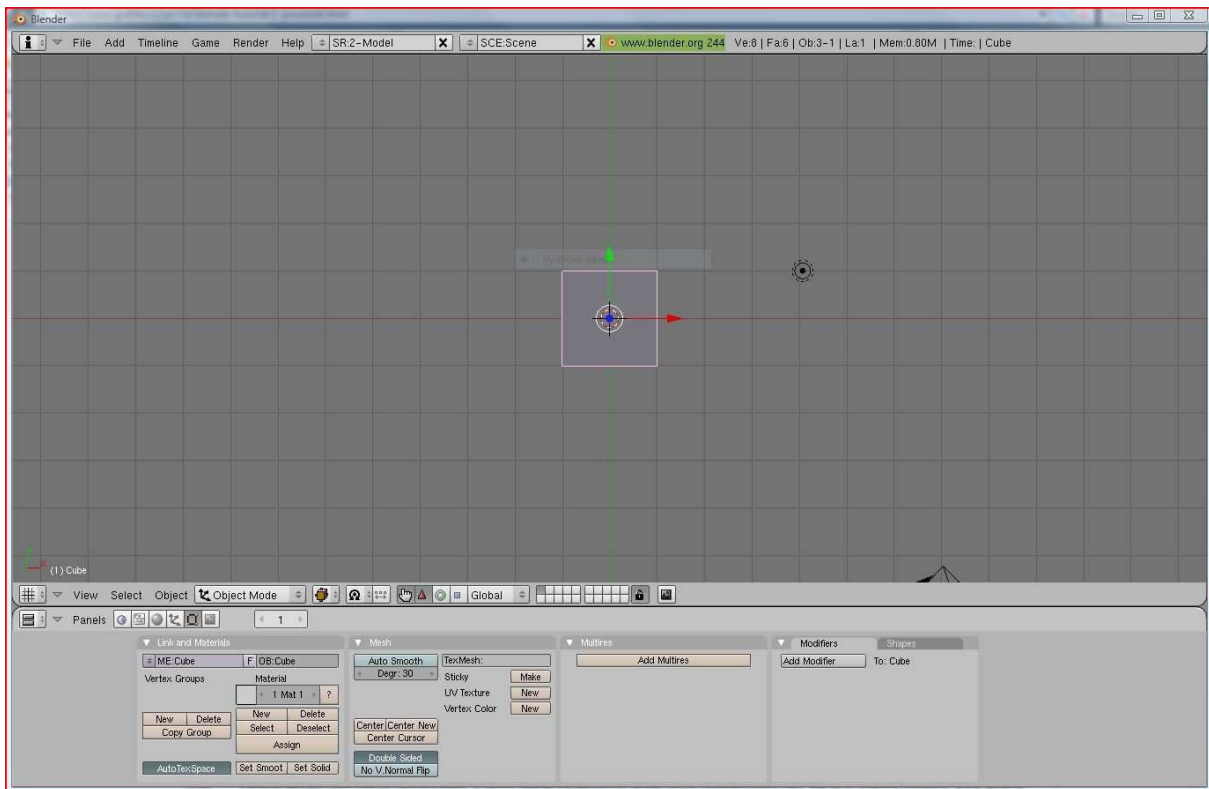 Blender
File Add Timeline Game Render Help SR:2-Model X SCE:Scene X www.blender.org 244 Ve:8 | Fa:6 | Ob:3-1 | La:1 | Mem:0.80M | Time: | Cube
(1) Cube
View Select Object Object Mode Global
Panels 1
Link and Materials Mesh Multires Modifiers Shapes
ME:Cube F OB:Cube Auto Smooth TexMesh: Add Multires Add Modifier To: Cube
Vertex Groups Material Degr: 30 Sticky Make
1 Mat 1 ? UV Texture New
New Delete New Delete Vertex Color New
Copy Group Select Deselect Center Center New
Assign Center Cursor
Double Sided
AutoTexSpace Set Smoot Set Solid No V.Normal Flip